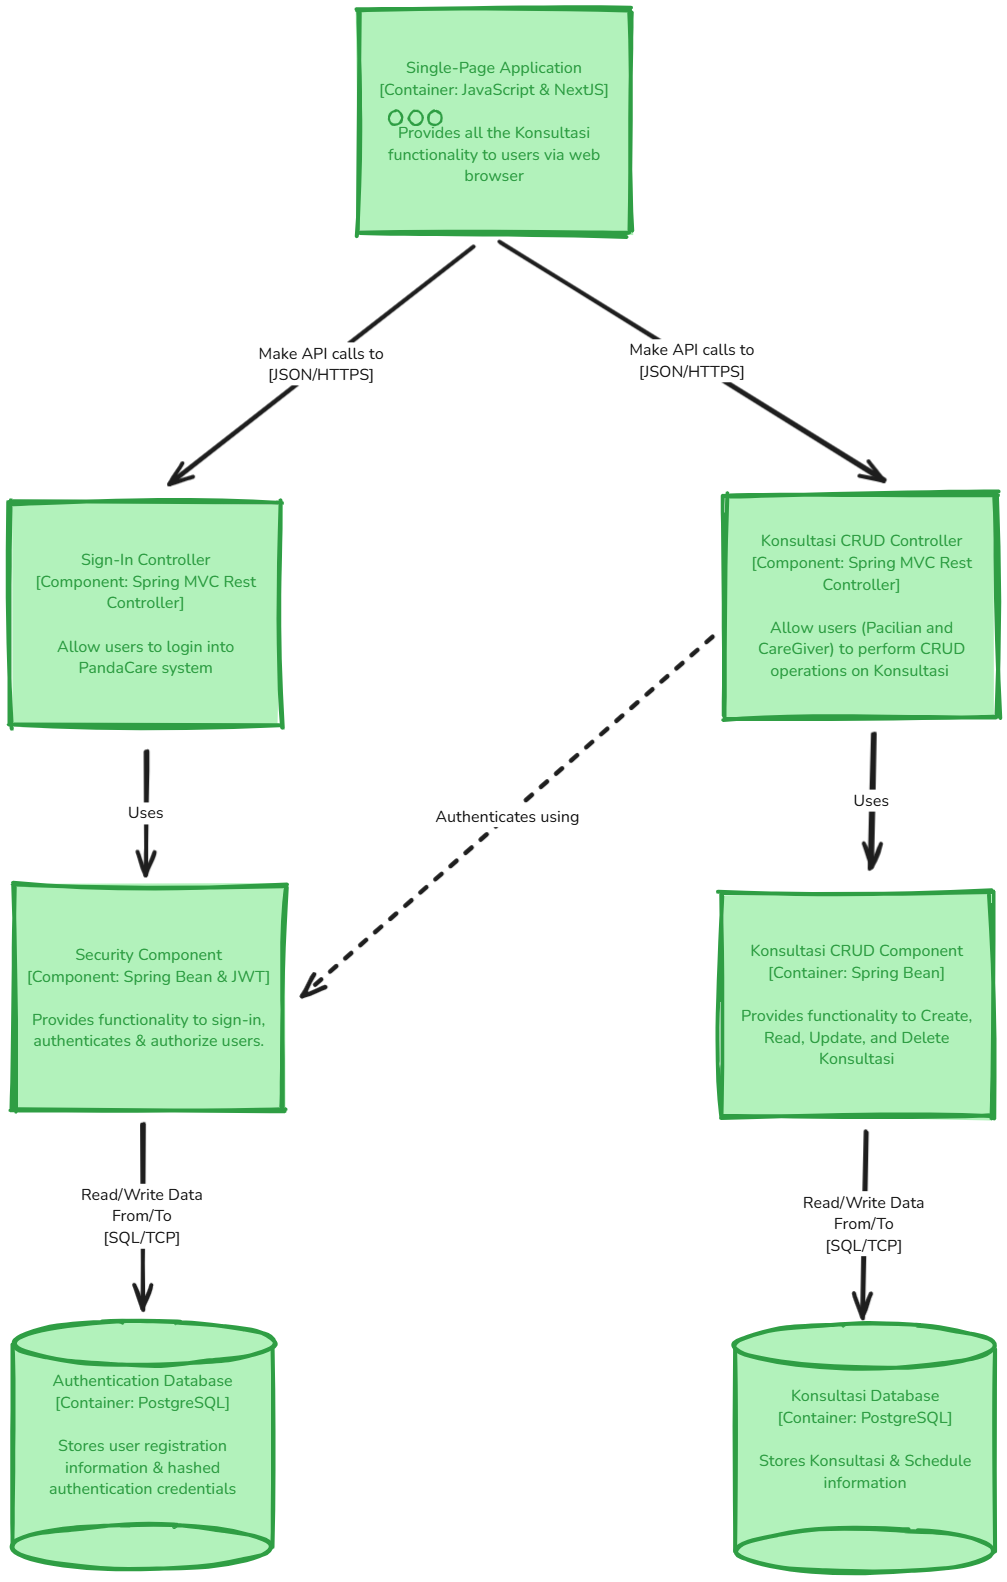 Single-Page Application
[Container: JavaScript & NextJS]
Provides all the Konsultasi
functionality to users via web
browser
Make API calls to
[JSON/HTTPS]
Make API calls to
[JSON/HTTPS]
Sign-In Controller
[Component: Spring MVC Rest
Controller]
Allow users to login into
PandaCare system
Konsultasi CRUD Controller
[Component: Spring MVC Rest
Controller]
Allow users (Pacilian and
CareGiver) to perform CRUD
operations on Konsultasi
Uses
Authenticates using
Uses
Security Component
[Component: Spring Bean & JWT]
Provides functionality to sign-in,
authenticates & authorize users.
Konsultasi CRUD Component
[Container: Spring Bean]
Provides functionality to Create,
Read, Update, and Delete
Konsultasi
Read/Write Data
From/To
[SQL/TCP]
Read/Write Data
From/To
[SQL/TCP]
Authentication Database
[Container: PostgreSQL]
Stores user registration
information & hashed
authentication credentials
Konsultasi Database
[Container: PostgreSQL]
Stores Konsultasi & Schedule
information